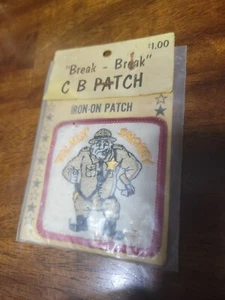 $1.00
"Break - Break"
C B PATCH
IRON-ON PATCH